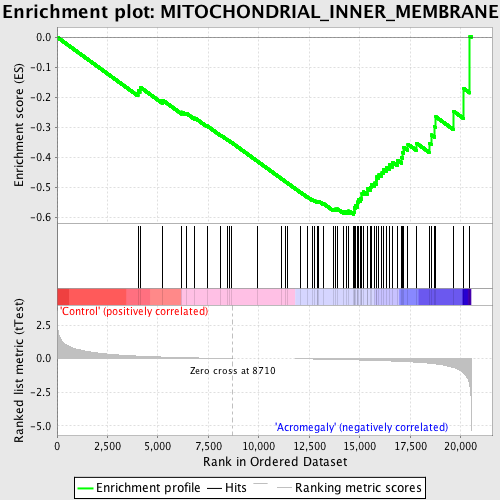 Enrichment plot: MITOCHONDRIAL_INNER_MEMBRANE
Enrichment score (ES)
0.0
-0.1
-0.2
-0.3
-0.4
-0.5
-0.6
'Control' (positively correlated)
Ranked list metric (tTest)
2.5
0.0
-2.5
-5.0
Zero cross at 8710
'Acromegaly' (negatively correlated)
0 2,500 5,000 7,500 10,000 12,500 15,000 17,500 20,000
Rank in Ordered Dataset
Enrichment profile Hits Ranking metric scores